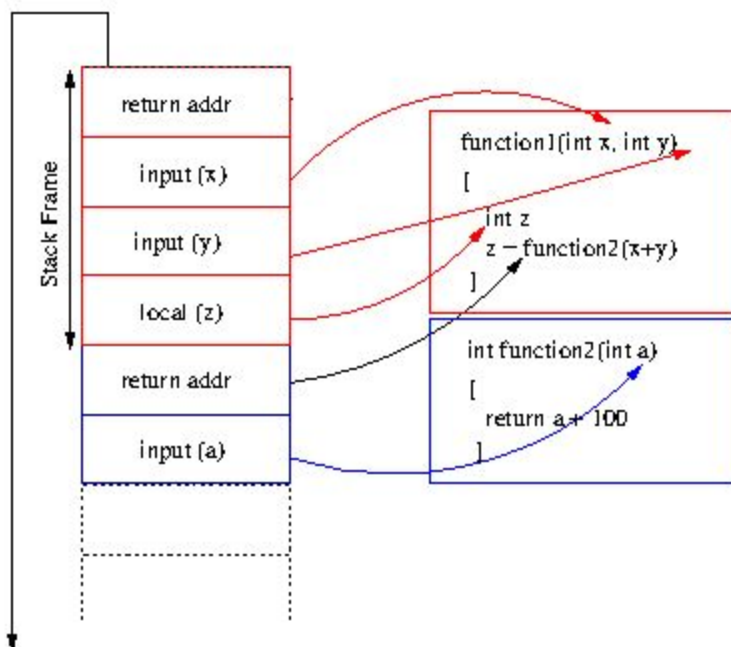 Stack Frame
return addr
input (x)
input (y)
local (z)
return addr
input (a)
function1(int x, int y)
[
int z
z = function2(x+y)
]
int function2(int a)
[
return a + 100
]